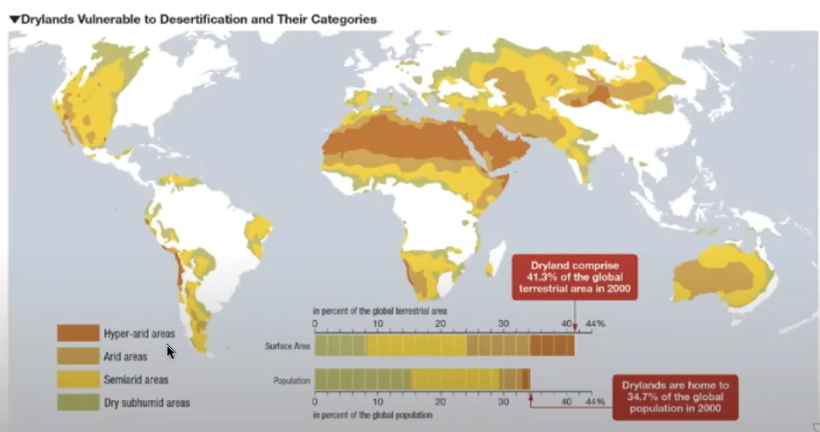 ▼Drylands Vulnerable to Desertification and Their Categories
Dryland comprise
41.3% of the global
terrestrial area in 2000
in percent of the global terrestrial area
0 10 20 30 40 44%
Hyper-arid areas
Arid areas
Semiarid areas
Dry subhumid areas
Surface Area
Population
0 10 20 30 40 44%
in percent of the global population
Drylands are home to
34.7% of the global
population in 2000